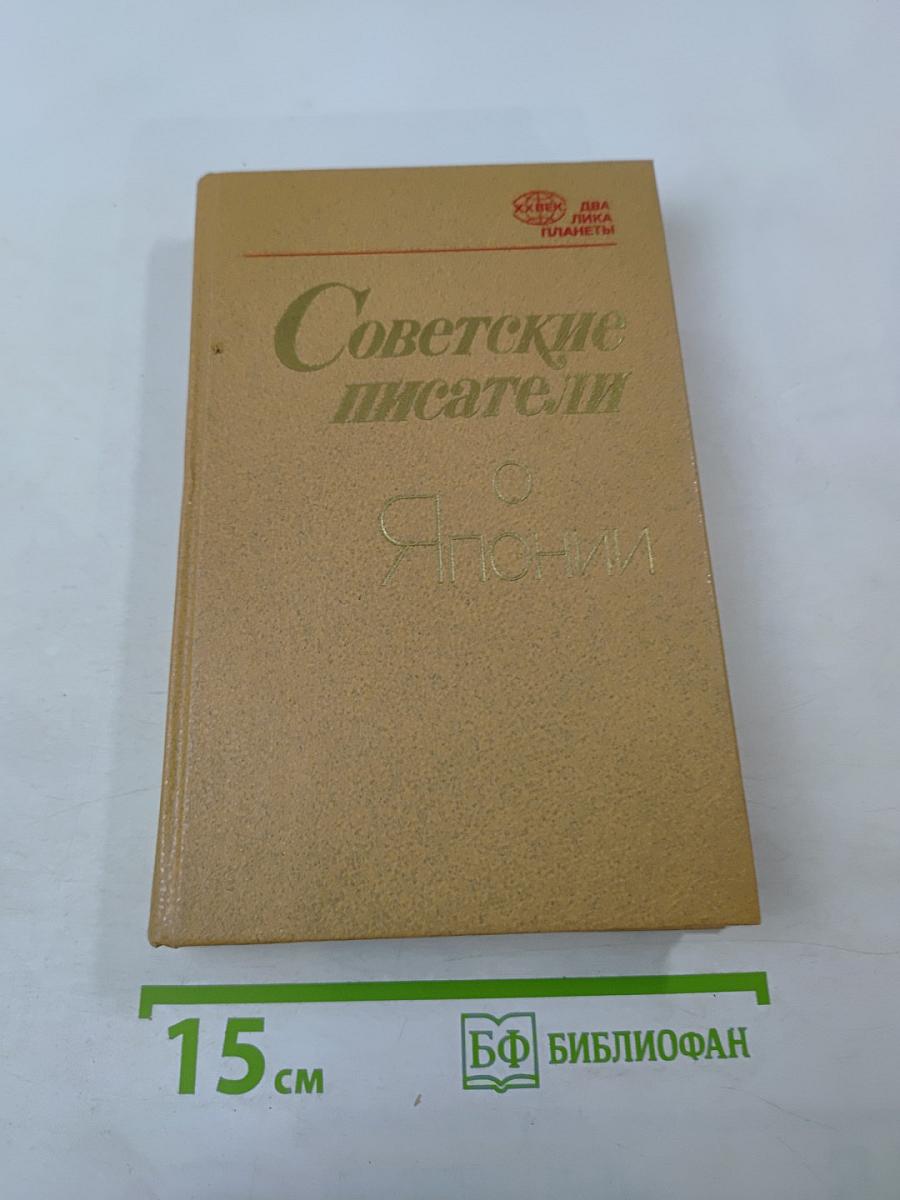 XX ВЕК
ДВА
ЛИКА
ПЛАНЕТЫ
Советские
писатели
о
Японии
15 см
БФ БИБЛИОФАН